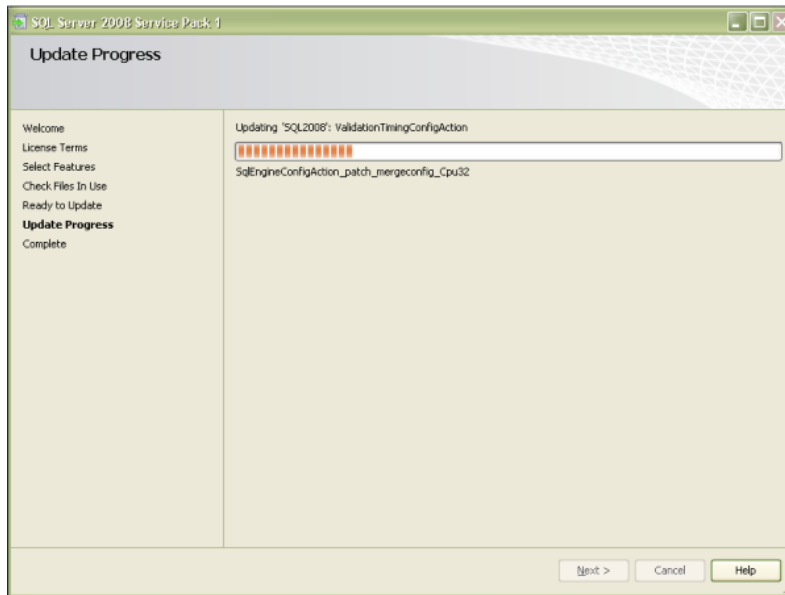 SQL Server 2008 Service Pack 1
Update Progress
Welcome
License Terms
Select Features
Check Files In Use
Ready to Update
Update Progress
Complete
Updating 'SQL2008': ValidationTimingConfigAction
SqlEngineConfigAction_patch_mergeconfig_Cpu32
Next >
Cancel
Help